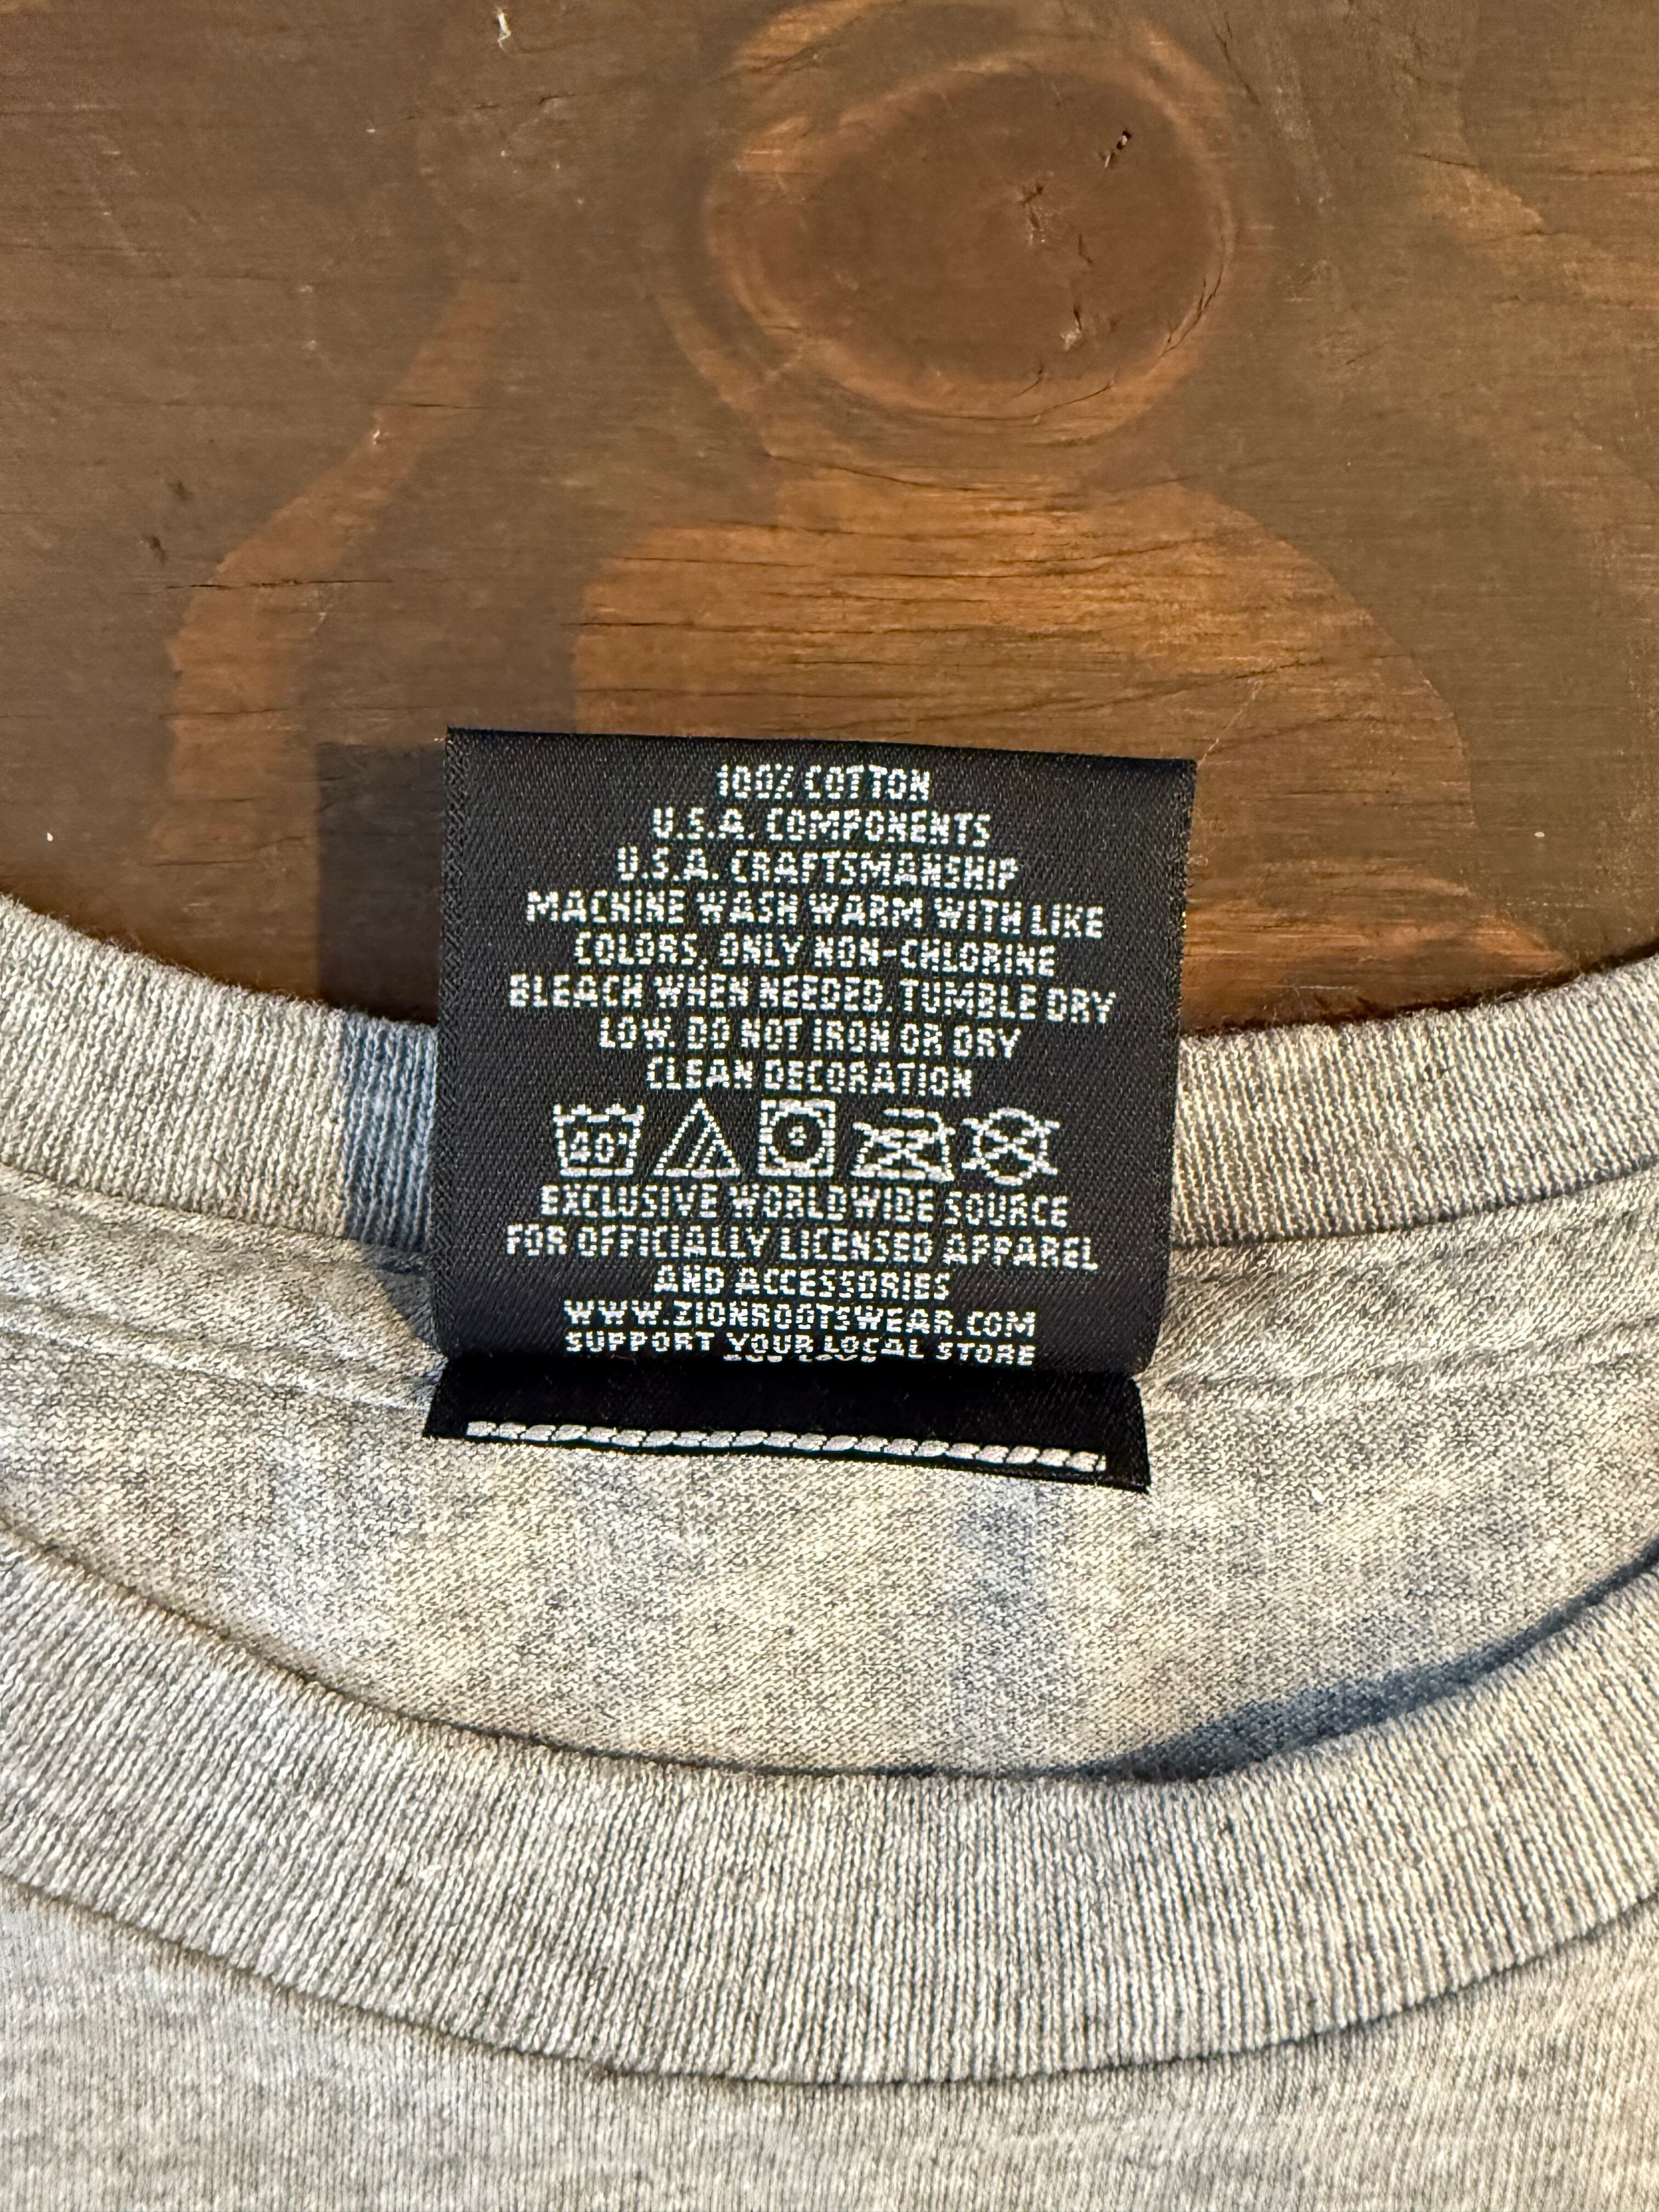 100% COTTON
U.S.A. COMPONENTS
U.S.A. CRAFTSMANSHIP
MACHINE WASH WARM WITH LIKE
COLORS, ONLY NON-CHLORINE
BLEACH WHEN NEEDED. TUMBLE DRY
LOW. DO NOT IRON OR DRY
CLEAN DECORATION
40°
EXCLUSIVE WORLDWIDE SOURCE
FOR OFFICIALLY LICENSED APPAREL
AND ACCESSORIES
WWW.ZIONROOTSWEAR.COM
SUPPORT YOUR LOCAL STORE